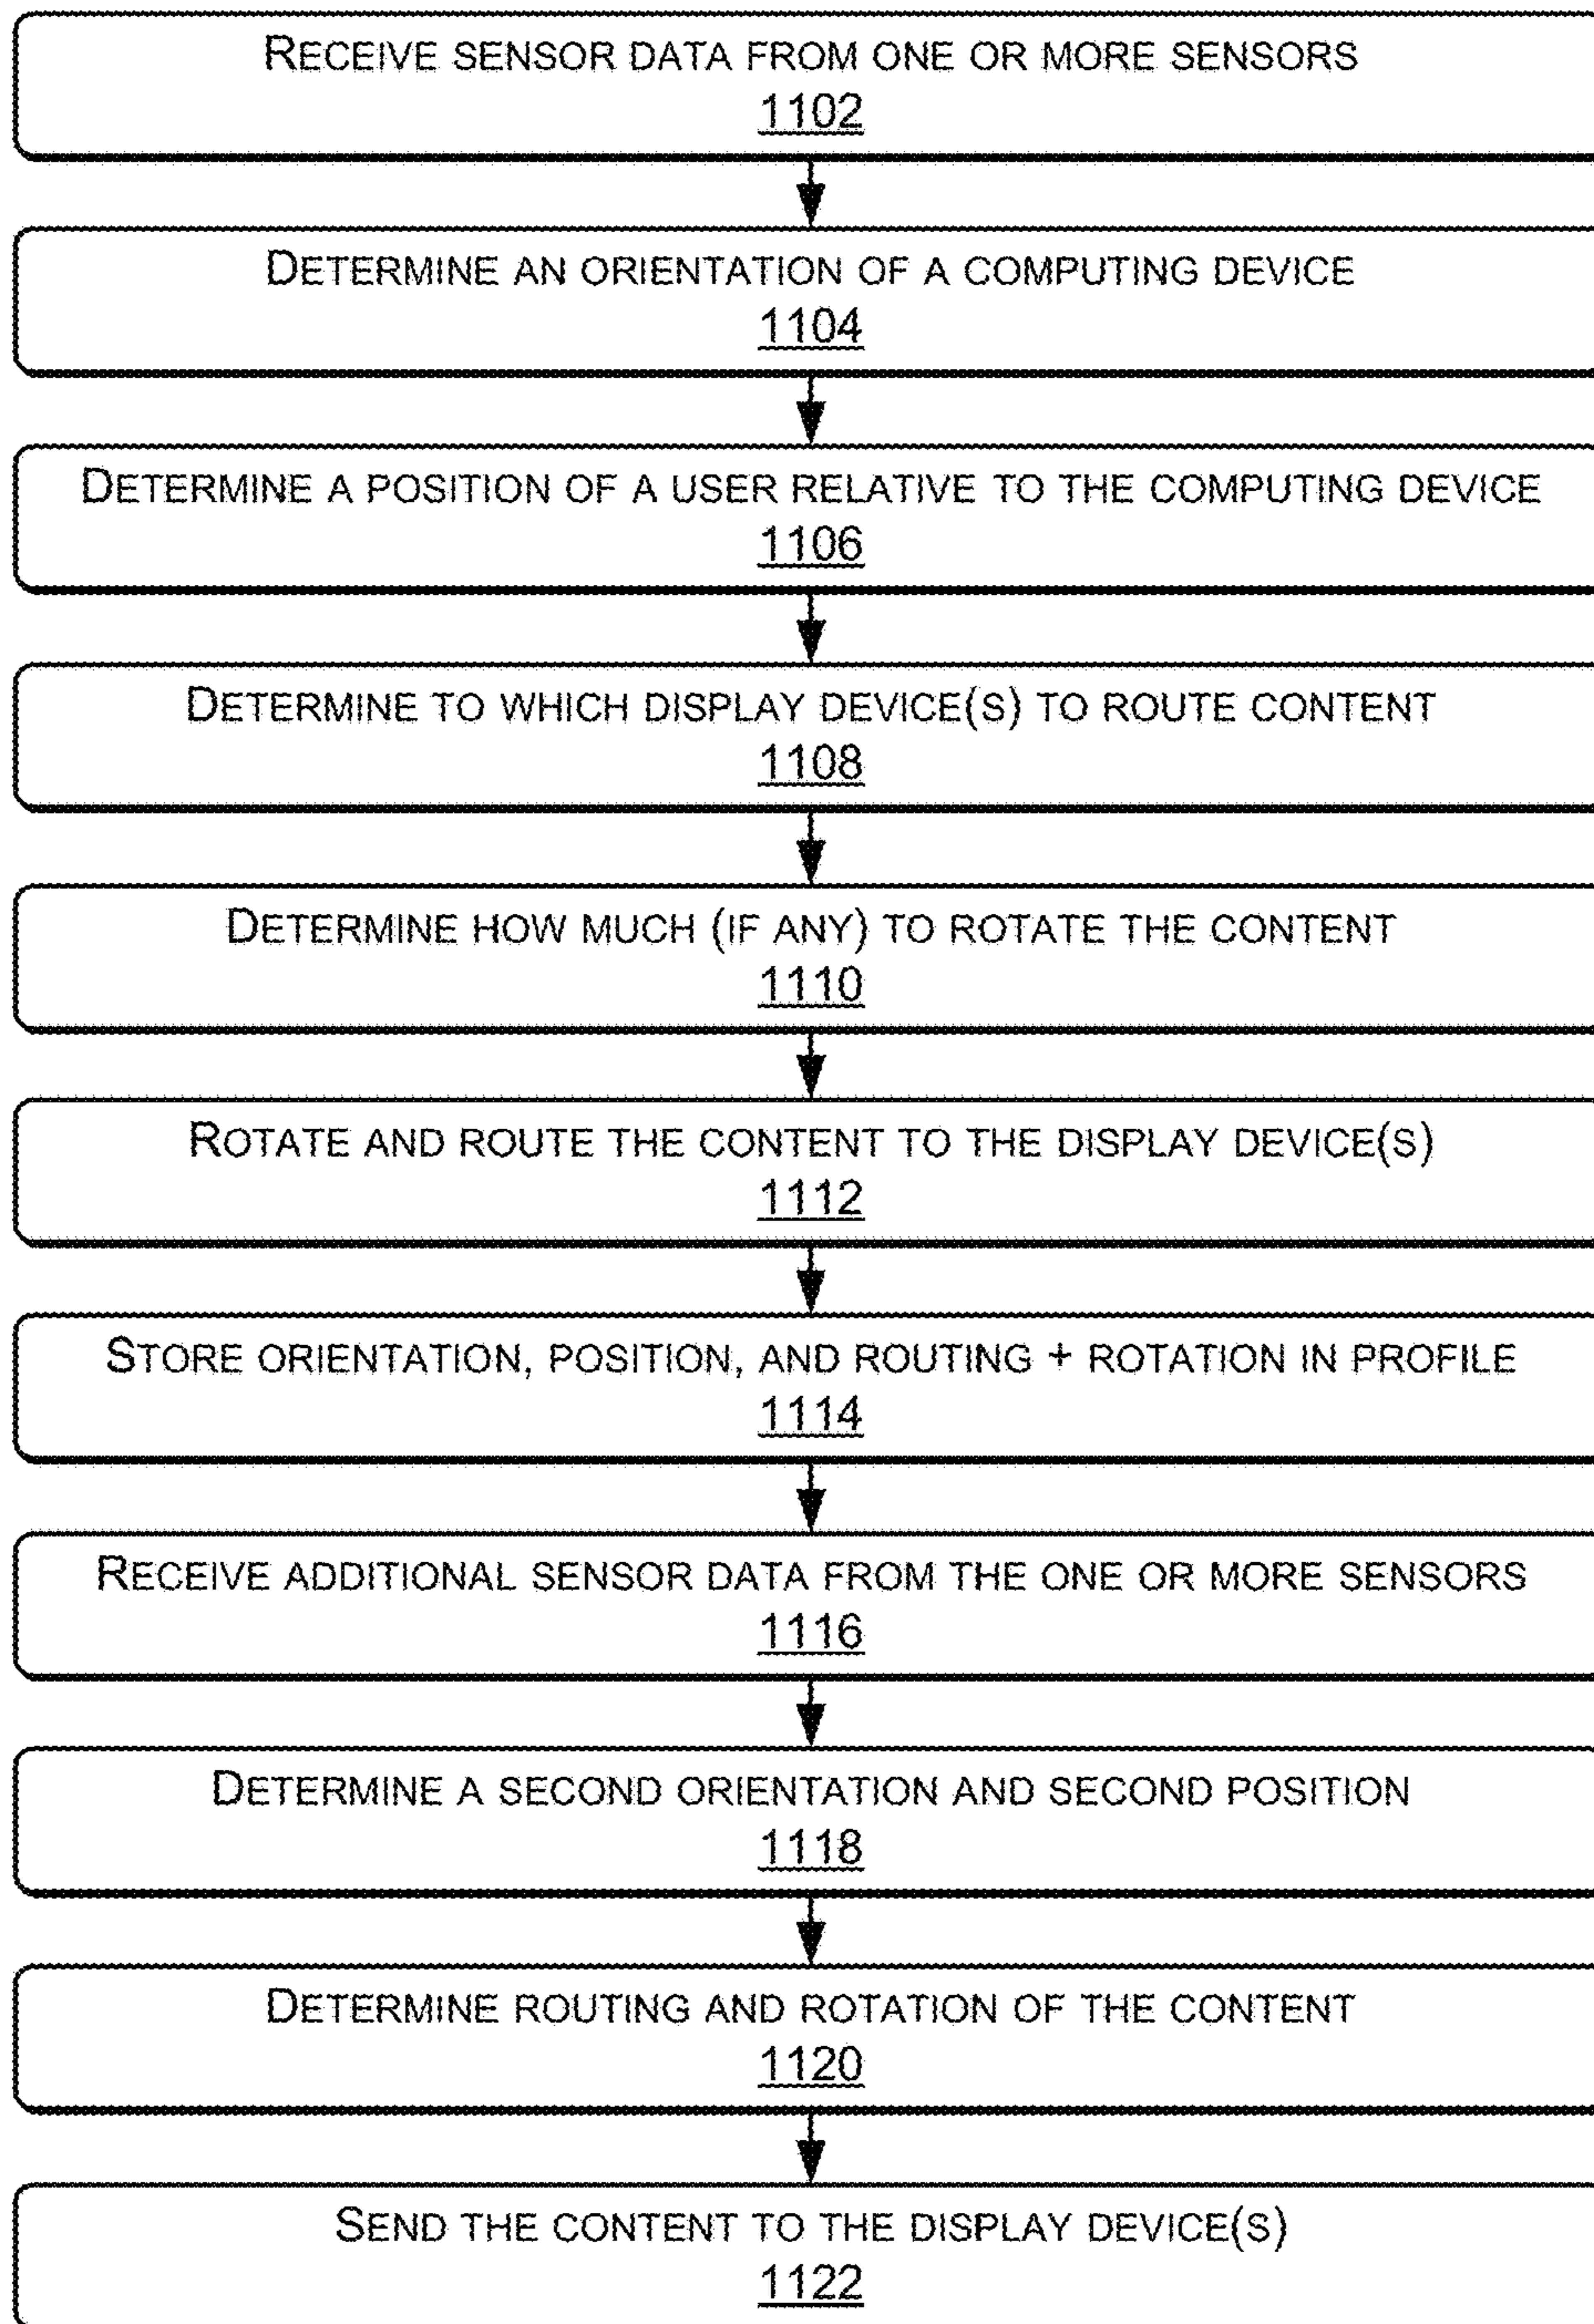 RECEIVE SENSOR DATA FROM ONE OR MORE SENSORS
1102
DETERMINE AN ORIENTATION OF A COMPUTING DEVICE
1104
DETERMINE A POSITION OF A USER RELATIVE TO THE COMPUTING DEVICE
1106
DETERMINE TO WHICH DISPLAY DEVICE(S) TO ROUTE CONTENT
1108
DETERMINE HOW MUCH (IF ANY) TO ROTATE THE CONTENT
1110
ROTATE AND ROUTE THE CONTENT TO THE DISPLAY DEVICE(S)
1112
STORE ORIENTATION, POSITION, AND ROUTING + ROTATION IN PROFILE
1114
RECEIVE ADDITIONAL SENSOR DATA FROM THE ONE OR MORE SENSORS
1116
DETERMINE A SECOND ORIENTATION AND SECOND POSITION
1118
DETERMINE ROUTING AND ROTATION OF THE CONTENT
1120
SEND THE CONTENT TO THE DISPLAY DEVICE(S)
1122